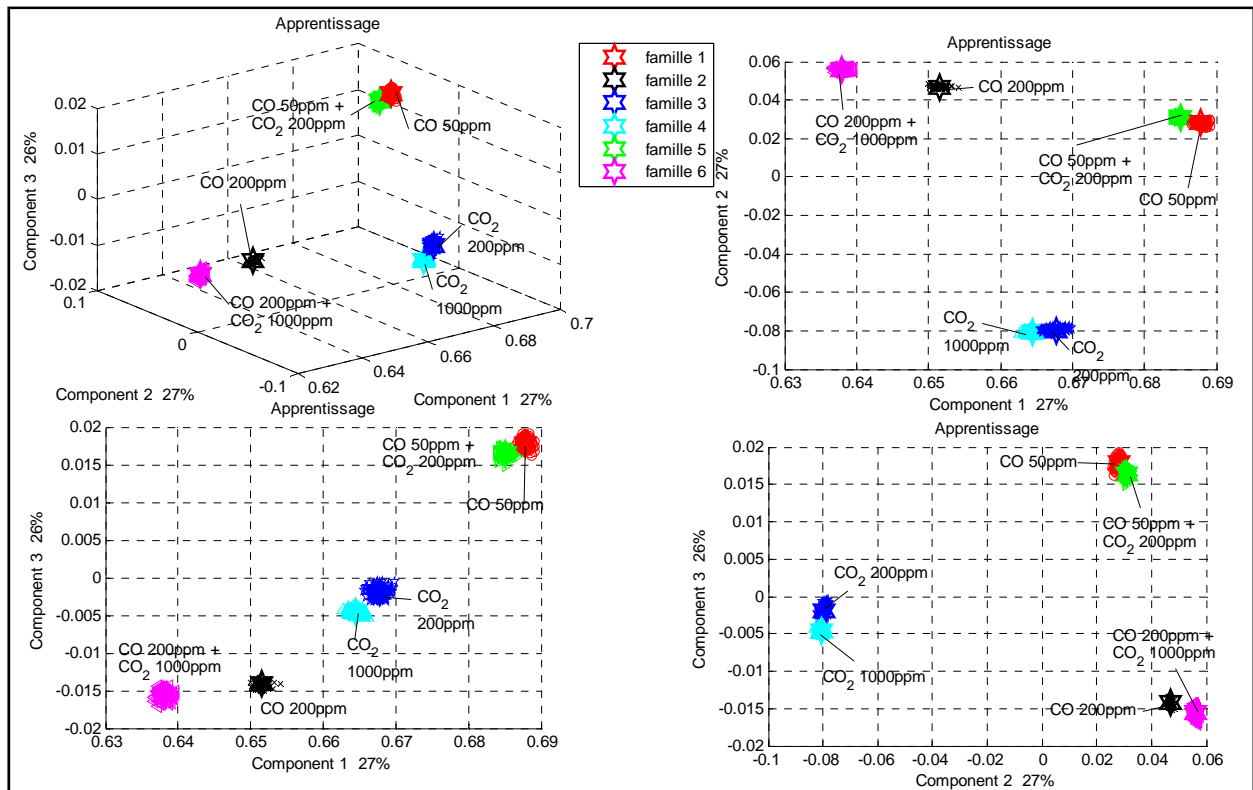 Apprentissage
0.02
0.01
0
-0.01
-0.02
Component 3 26%
0.1
0
-0.1
Component 2 27%
0.62
0.64
0.66
0.68
0.7
Component 1 27%
CO 50ppm +
CO2 200ppm
CO 50ppm
CO 200ppm
CO2
200ppm
CO2
1000ppm
CO 200ppm +
CO2 1000ppm
famille 1
famille 2
famille 3
famille 4
famille 5
famille 6
Apprentissage
0.06
0.04
0.02
0
-0.02
-0.04
-0.06
-0.08
-0.1
Component 2 27%
CO 200ppm
CO 200ppm +
CO2 1000ppm
CO 50ppm +
CO2 200ppm
CO 50ppm
CO2
1000ppm
CO2
200ppm
0.63 0.64 0.65 0.66 0.67 0.68 0.69
Component 1 27%
Apprentissage
0.02
0.015
0.01
0.005
0
-0.005
-0.01
-0.015
-0.02
Component 3 26%
CO 50ppm +
CO2 200ppm
CO 50ppm
CO2
200ppm
CO2
1000ppm
CO 200ppm +
CO2 1000ppm
CO 200ppm
0.63 0.64 0.65 0.66 0.67 0.68 0.69
Component 1 27%
Apprentissage
0.02
0.015
0.01
0.005
0
-0.005
-0.01
-0.015
-0.02
Component 3 26%
CO 50ppm
CO 50ppm +
CO2 200ppm
CO2 200ppm
CO2 1000ppm
CO 200ppm +
CO2 1000ppm
CO 200ppm
-0.1 -0.08 -0.06 -0.04 -0.02 0 0.02 0.04 0.06
Component 2 27%